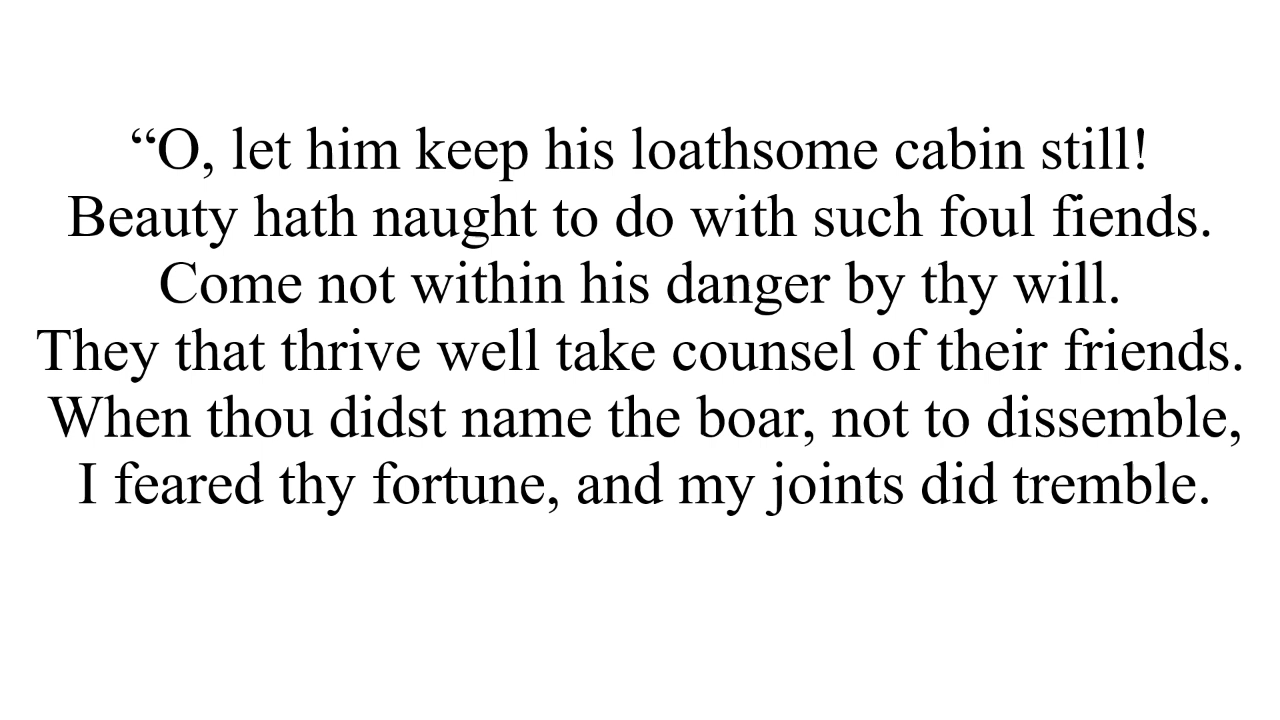 “O, let him keep his loathsome cabin still!
Beauty hath naught to do with such foul fiends.
Come not within his danger by thy will.
They that thrive well take counsel of their friends.
When thou didst name the boar, not to dissemble,
I feared thy fortune, and my joints did tremble.